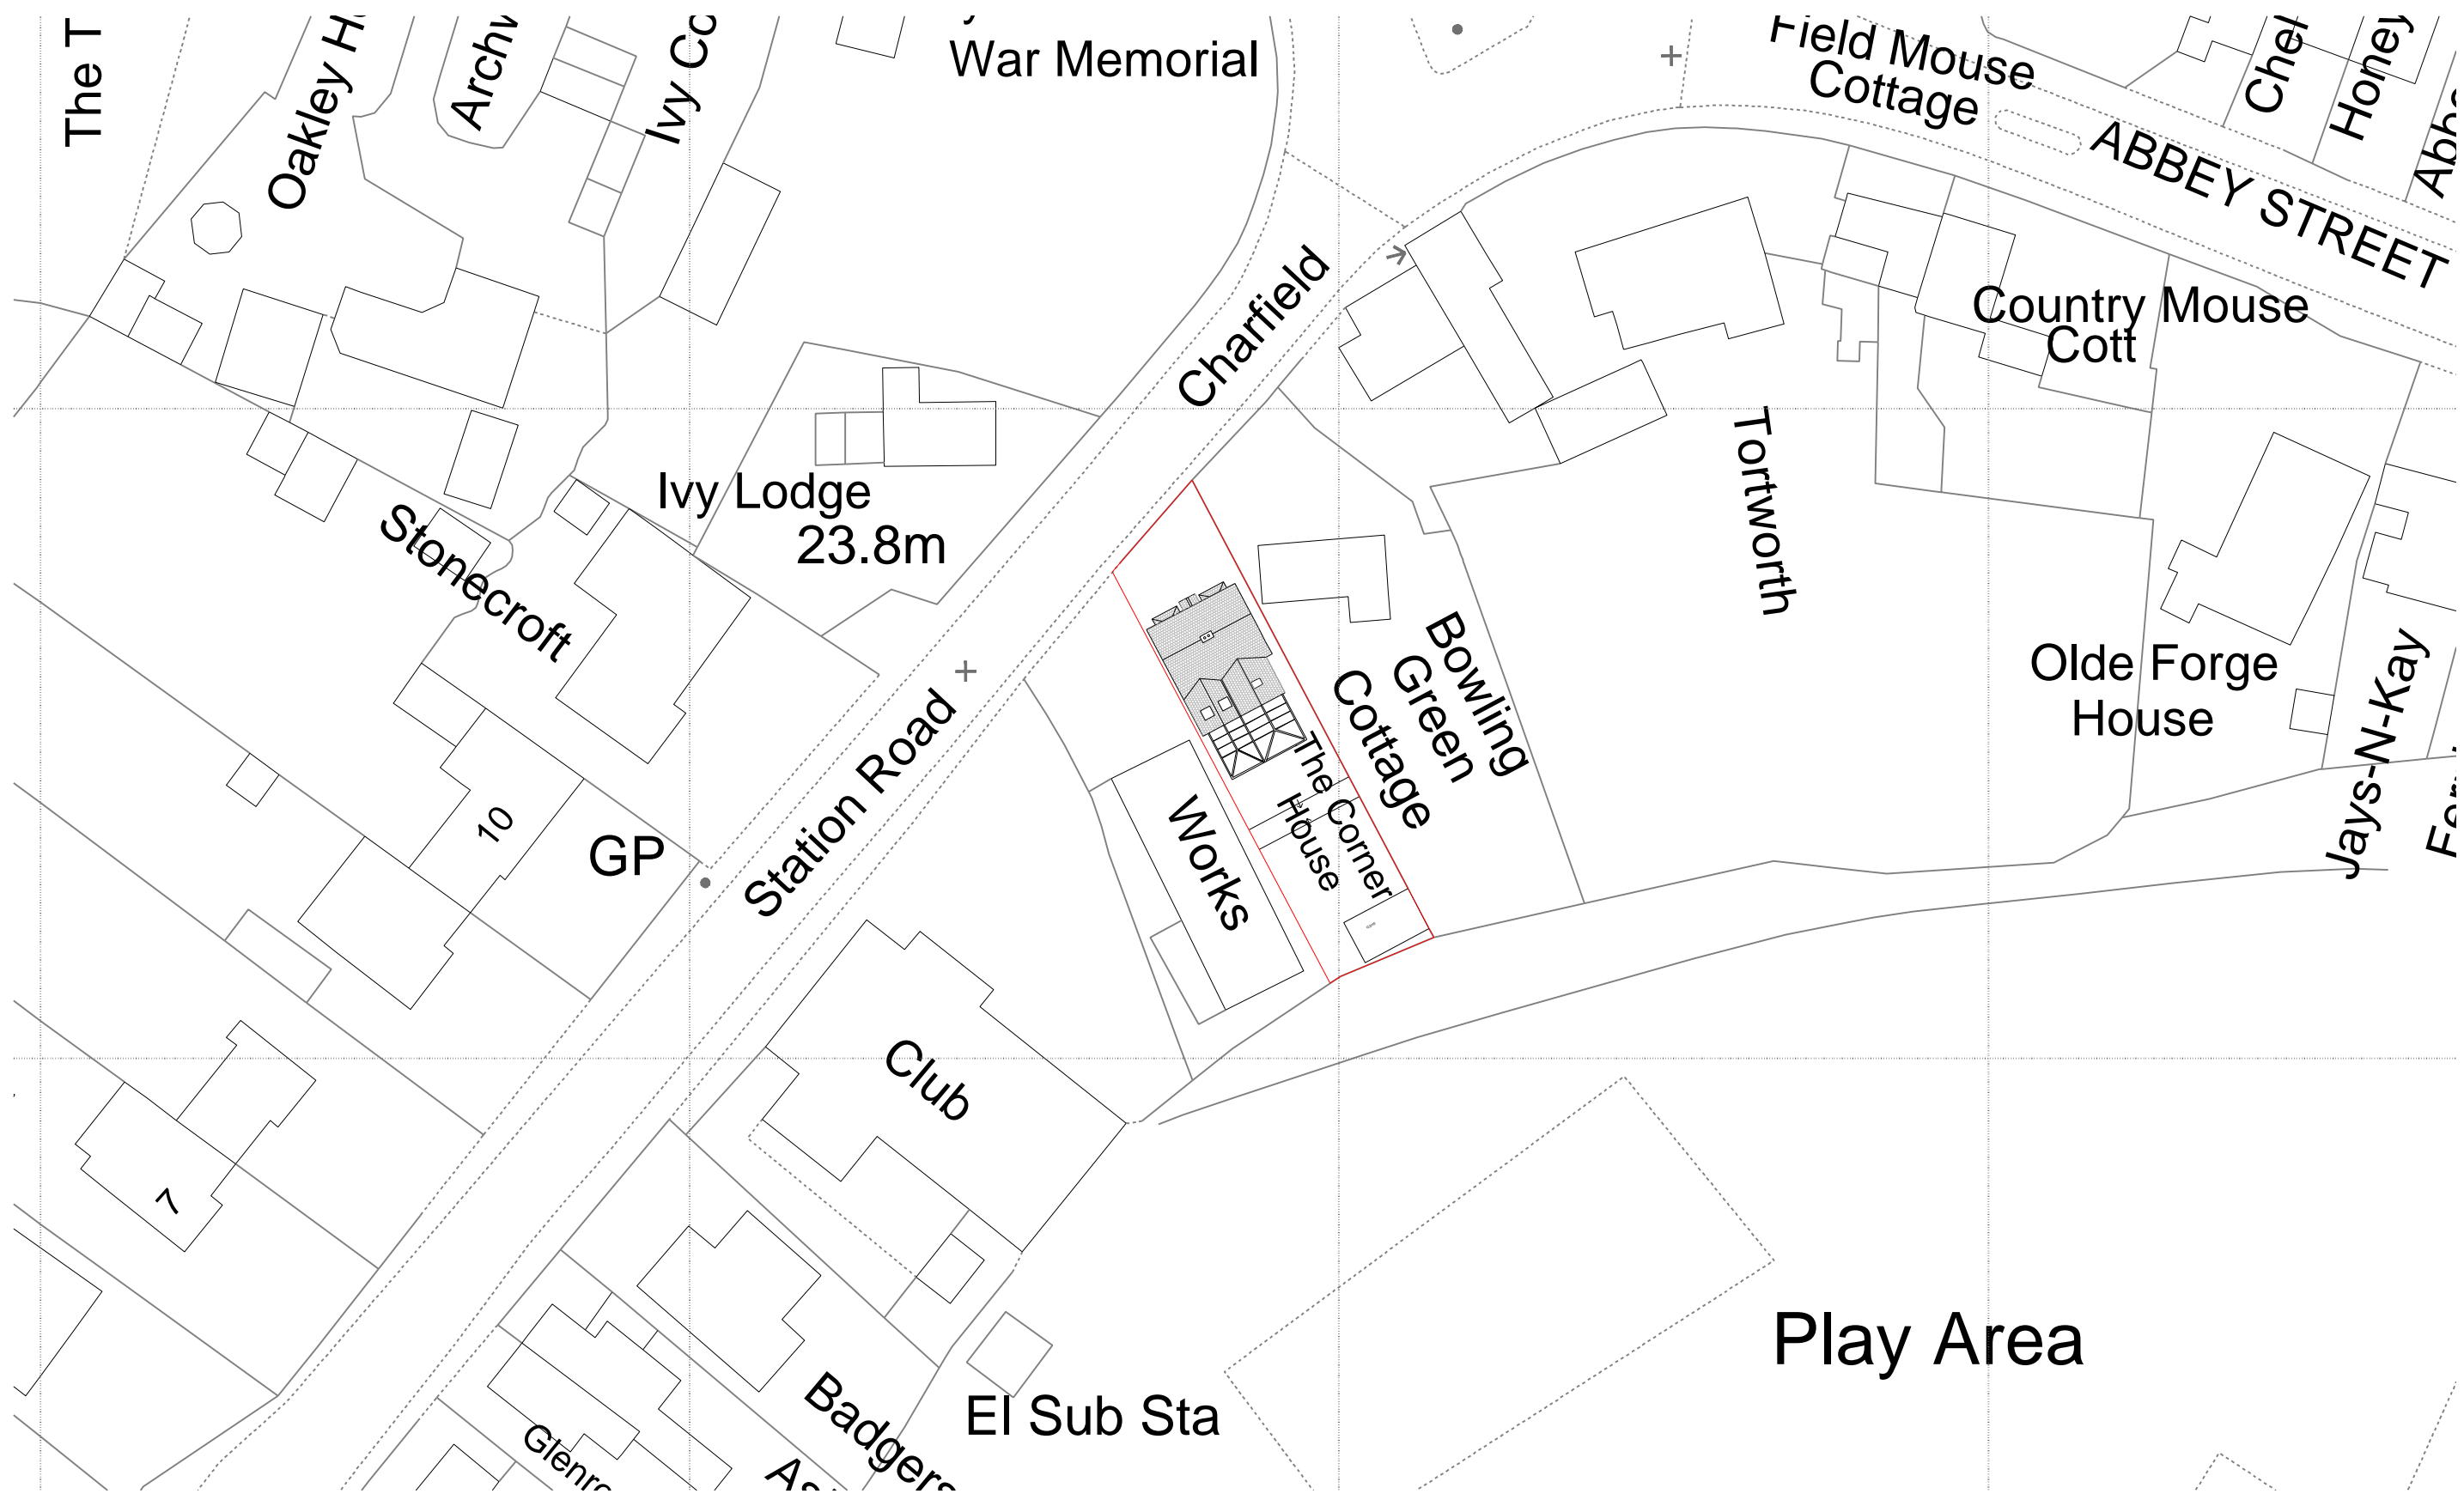 The T
War Memorial
Field Mouse
Cottage
ABBEY STREET
Charfield
Country Mouse
Cott
Ivy Lodge
23.8m
Stonecroft
Tortworth
Bowling
Green
Cottage
Olde Forge
House
Jays-N-Kay
Station Road
The Corner
House
Works
10
GP
Club
7
Play Area
El Sub Sta
Badgers